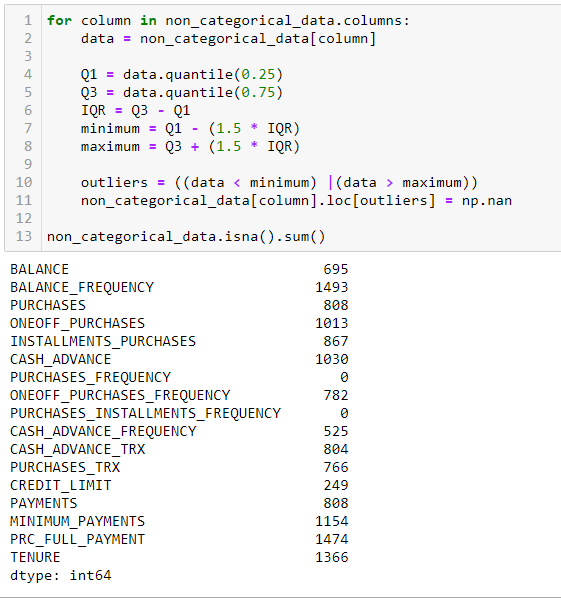 1 for column in non_categorical_data.columns:
2     data = non_categorical_data[column]
3
4     Q1 = data.quantile(0.25)
5     Q3 = data.quantile(0.75)
6     IQR = Q3 - Q1
7     minimum = Q1 - (1.5 * IQR)
8     maximum = Q3 + (1.5 * IQR)
9
10     outliers = ((data < minimum) |(data > maximum))
11     non_categorical_data[column].loc[outliers] = np.nan
12
13 non_categorical_data.isna().sum()
BALANCE 695
BALANCE_FREQUENCY 1493
PURCHASES 808
ONEOFF_PURCHASES 1013
INSTALLMENTS_PURCHASES 867
CASH_ADVANCE 1030
PURCHASES_FREQUENCY 0
ONEOFF_PURCHASES_FREQUENCY 782
PURCHASES_INSTALLMENTS_FREQUENCY 0
CASH_ADVANCE_FREQUENCY 525
CASH_ADVANCE_TRX 804
PURCHASES_TRX 766
CREDIT_LIMIT 249
PAYMENTS 808
MINIMUM_PAYMENTS 1154
PRC_FULL_PAYMENT 1474
TENURE 1366
dtype: int64